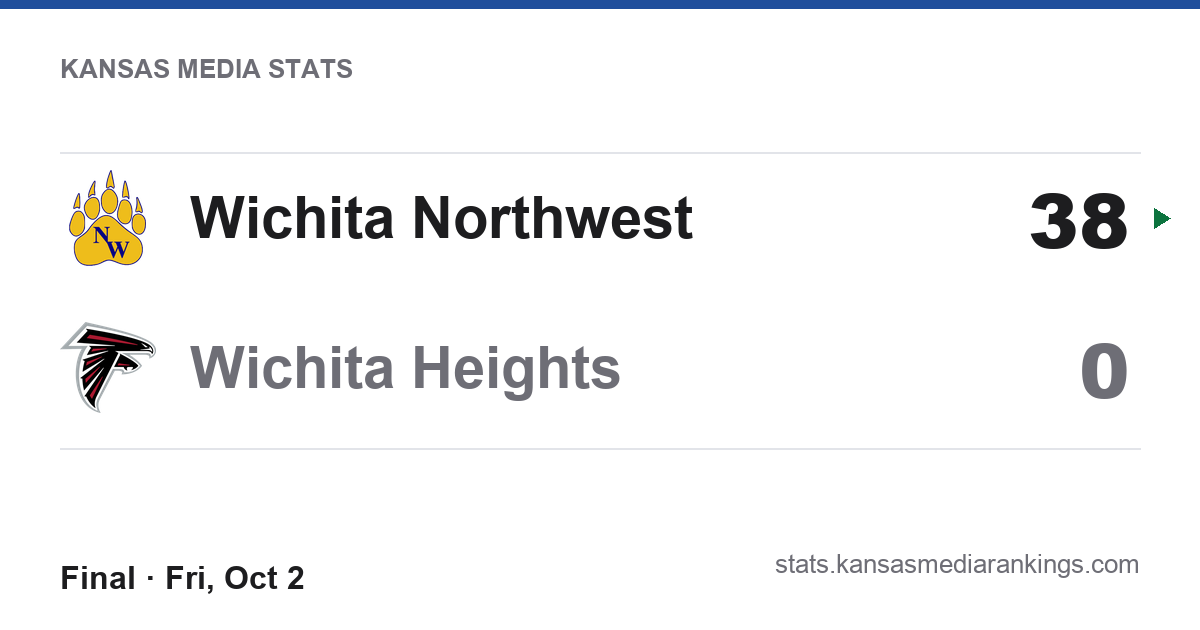 KANSAS MEDIA STATS
NW
Wichita Northwest 38
Wichita Heights 0
Final · Fri, Oct 2
stats.kansasmediarankings.com